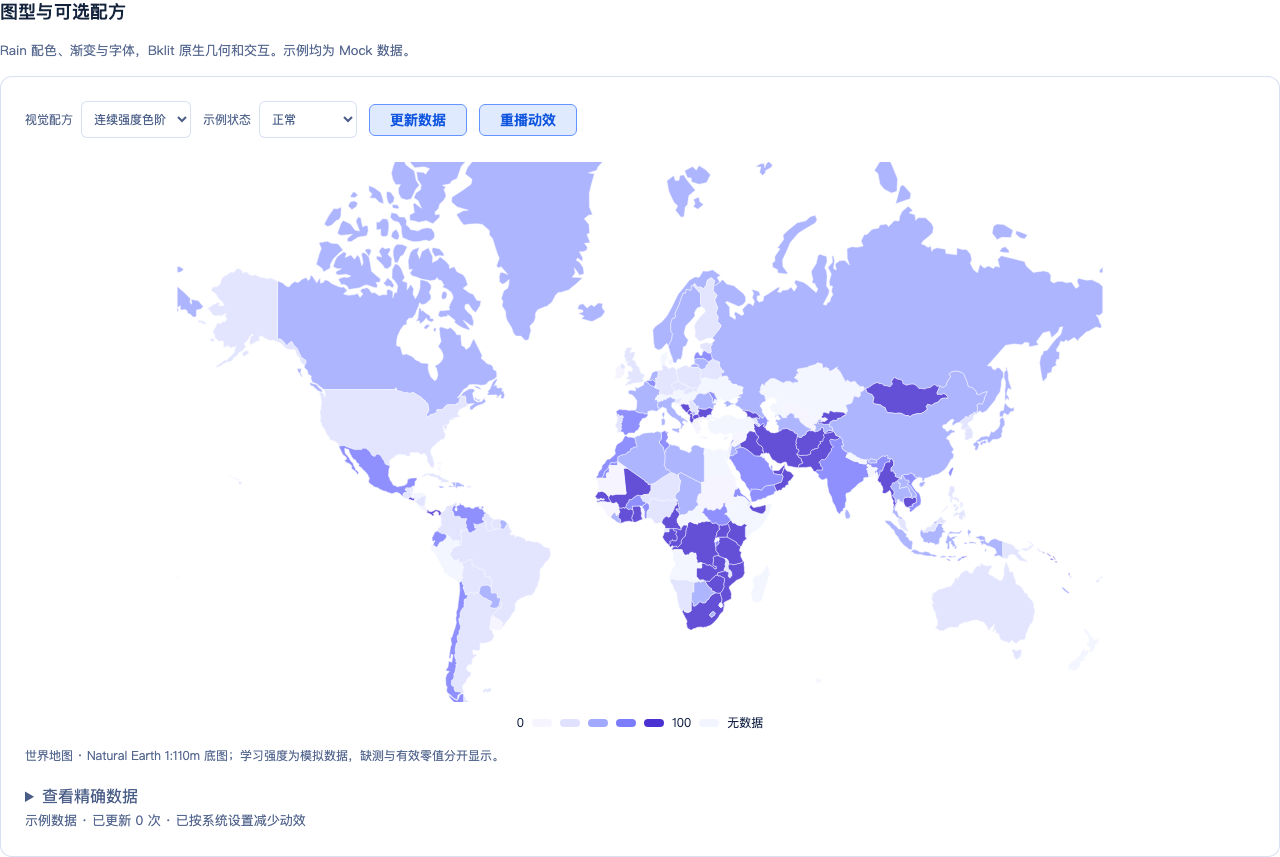 图型与可选配方
Rain 配色、渐变与字体，Bklit 原生几何和交互。示例均为 Mock 数据。
视觉配方 连续强度色阶 示例状态 正常 更新数据 重播动效
0 100 无数据
世界地图 · Natural Earth 1:110m 底图；学习强度为模拟数据，缺测与有效零值分开显示。
▶ 查看精确数据
示例数据 · 已更新 0 次 · 已按系统设置减少动效